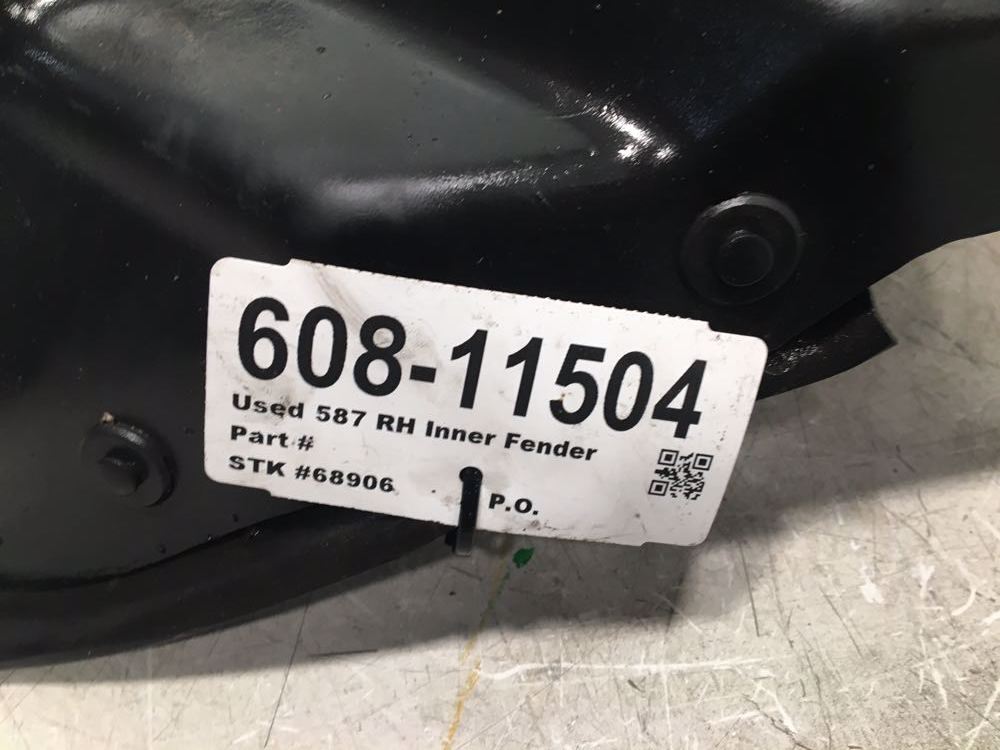 608-11504
Used 587 RH Inner Fender
Part #
STK #68906
P.O.